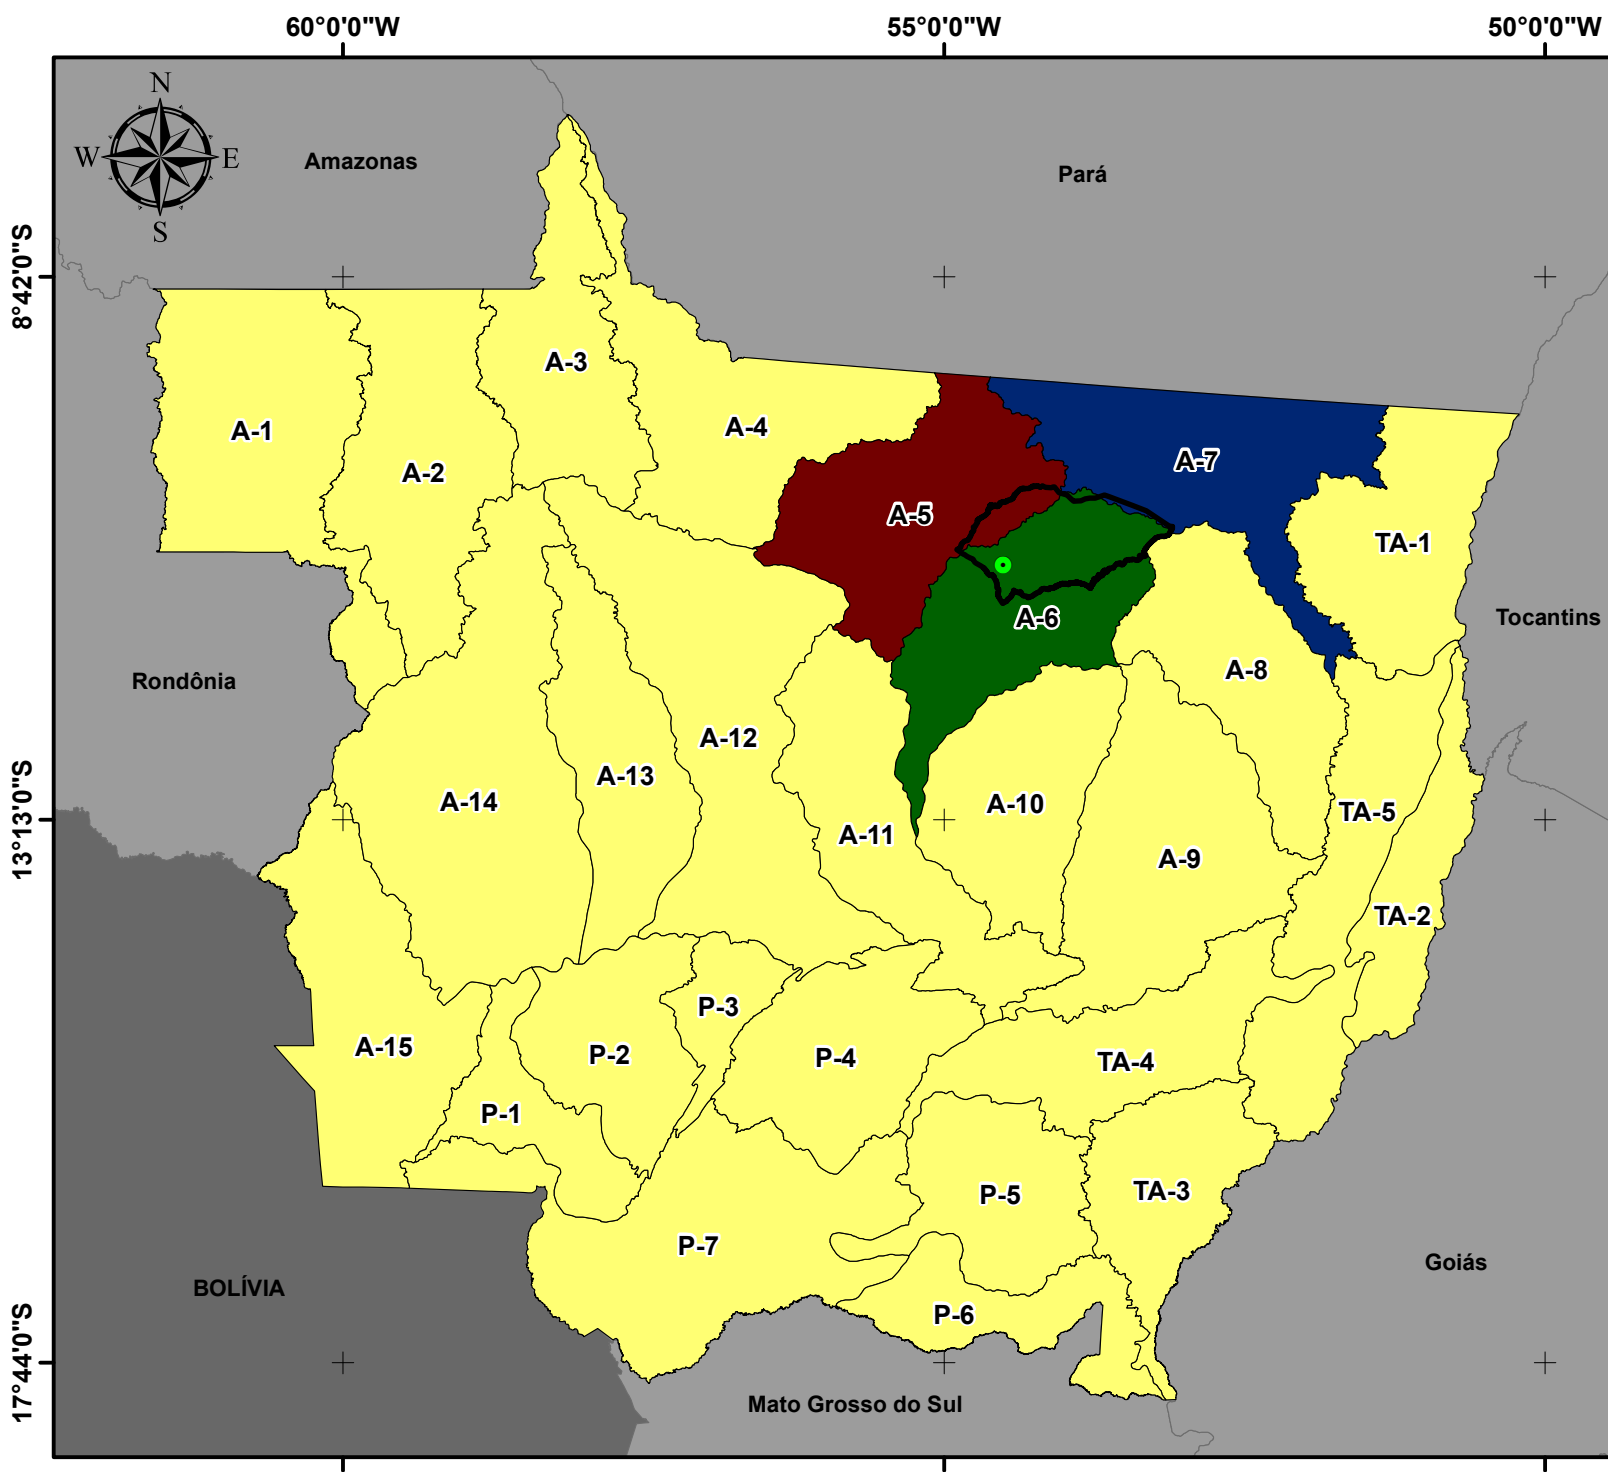 60°0'0"W
55°0'0"W
50°0'0"W
N
W
E
S
Amazonas
Pará
8°42'0"S
A-3
A-4
A-1
A-2
A-7
A-5
TA-1
A-6
Tocantins
Rondônia
A-8
A-12
A-13
A-14
A-10
A-11
TA-5
13°13'0"S
A-9
TA-2
P-3
A-15
P-2
P-4
TA-4
P-1
P-5
TA-3
P-7
Goiás
BOLÍVIA
P-6
17°44'0"S
Mato Grosso do Sul